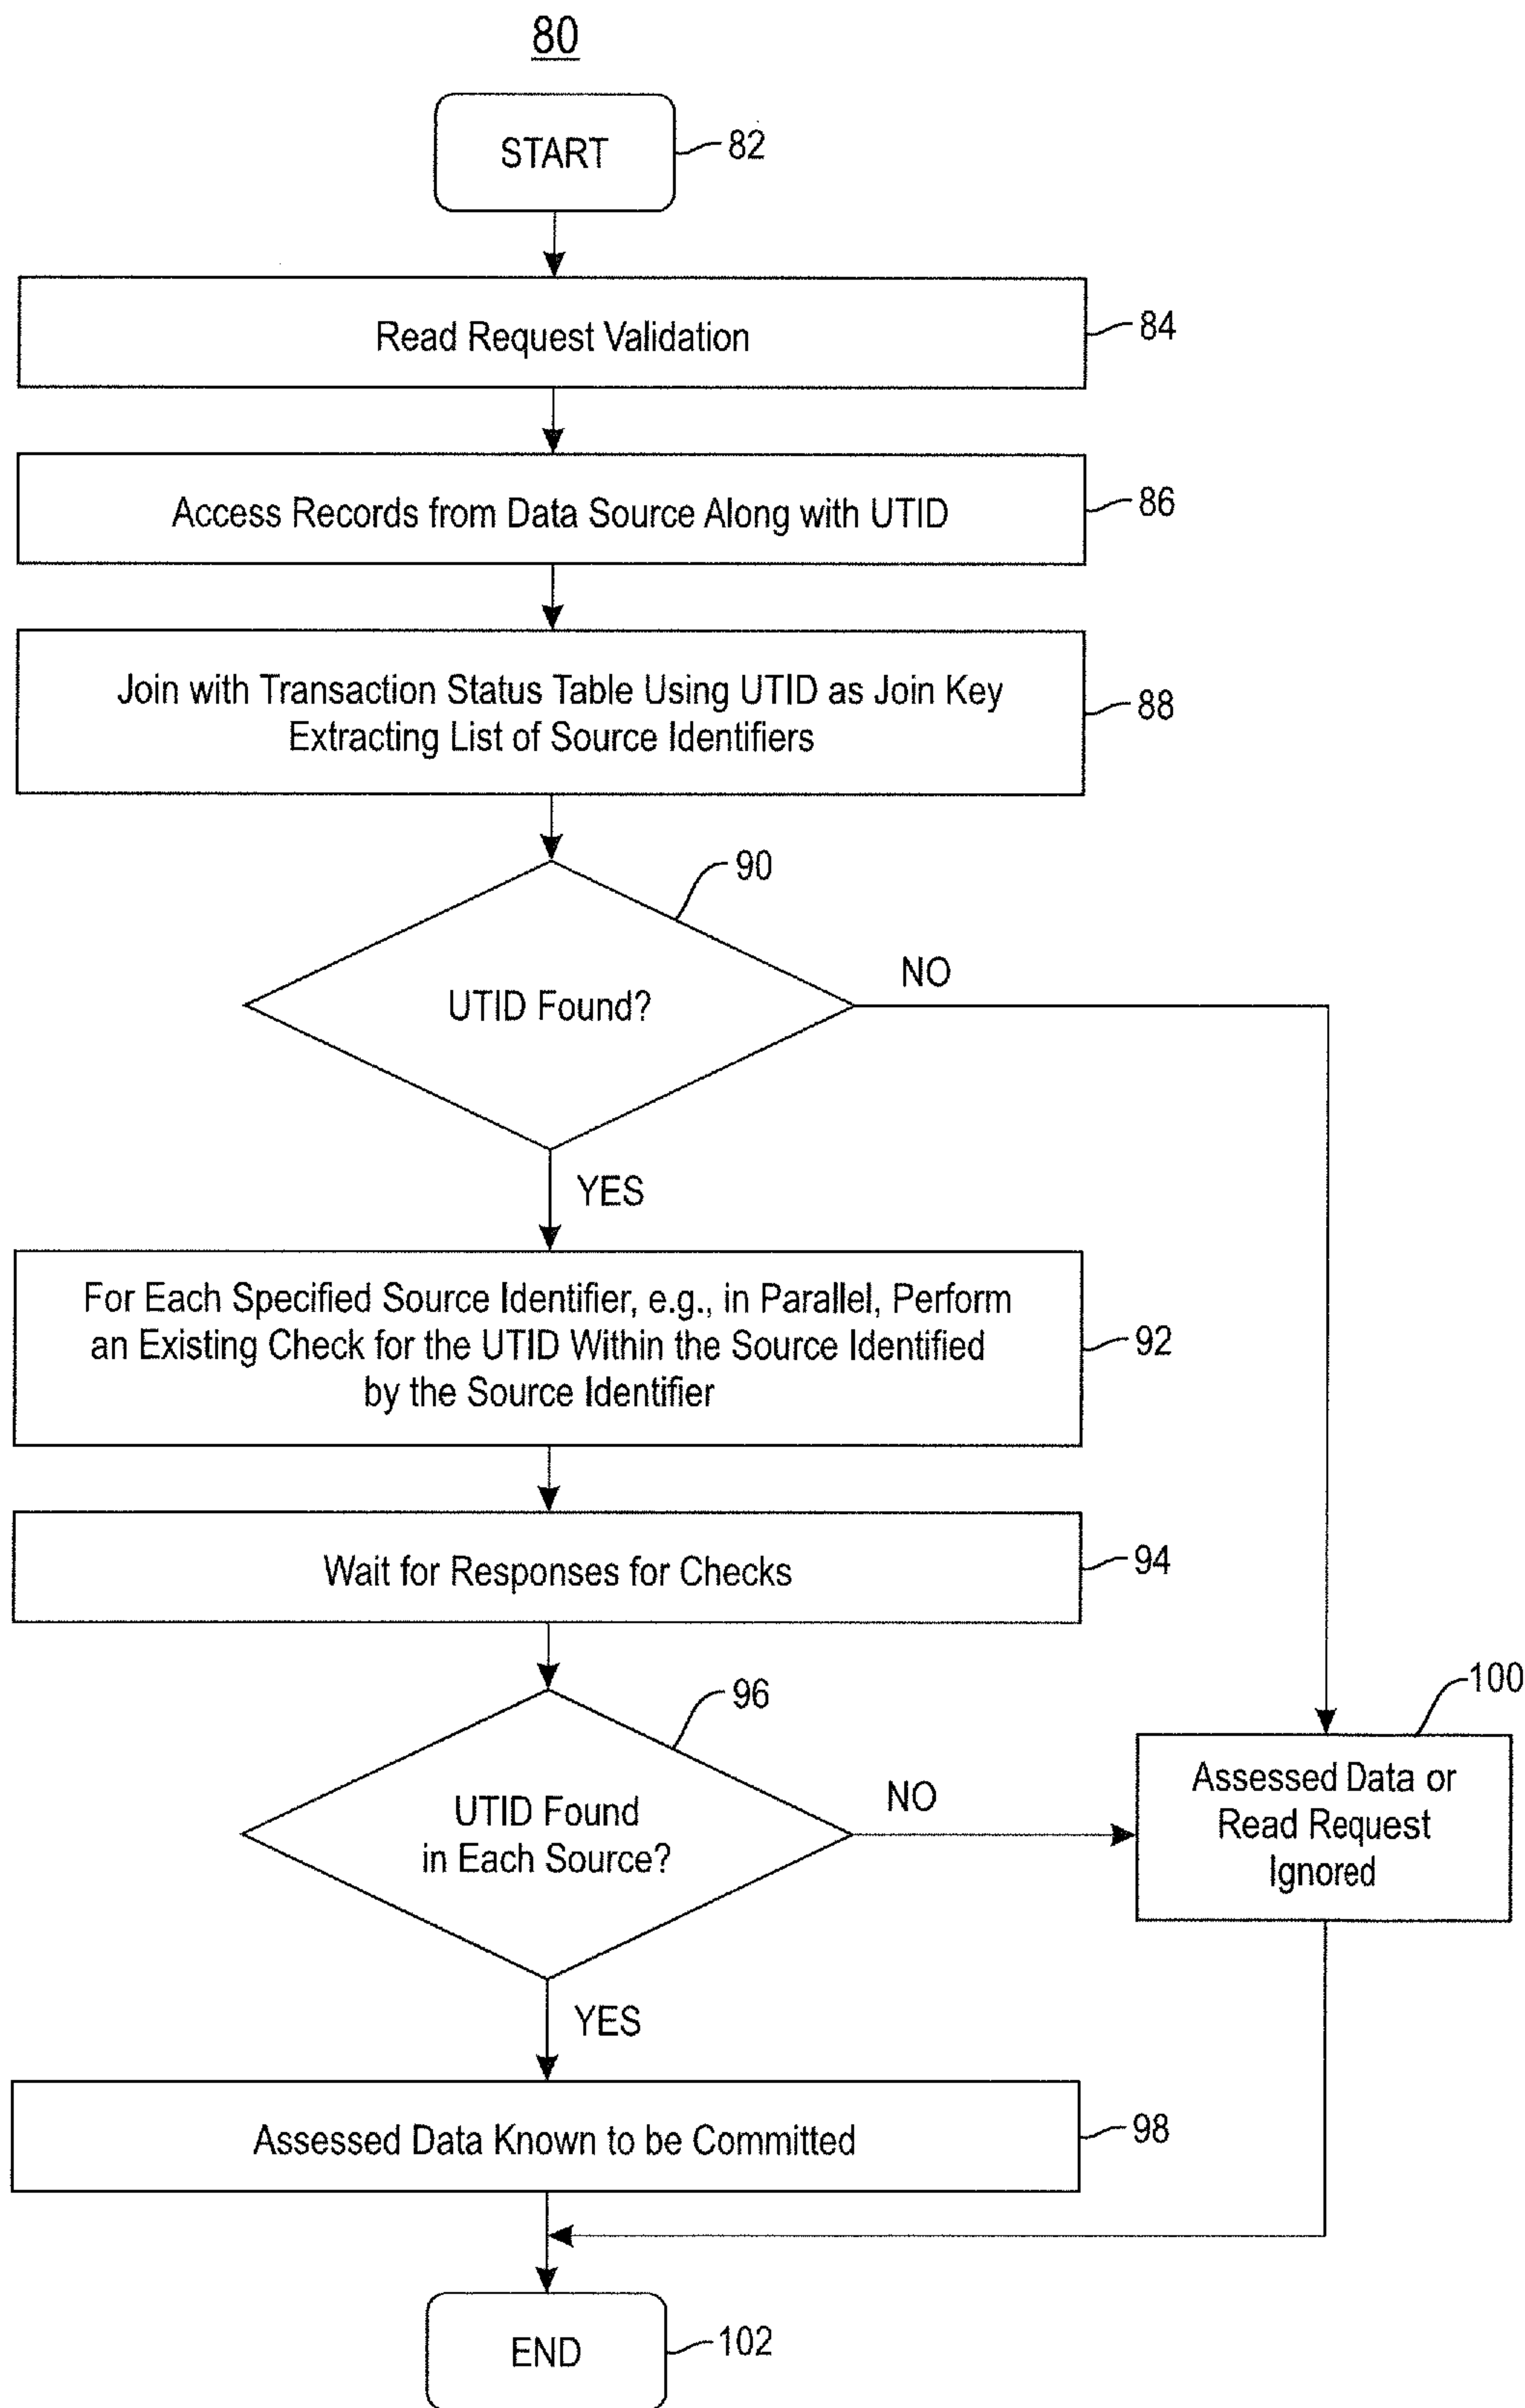 80
START
82
Read Request Validation
84
Access Records from Data Source Along with UTID
86
Join with Transaction Status Table Using UTID as Join Key
Extracting List of Source Identifiers
88
90
UTID Found?
NO
YES
For Each Specified Source Identifier, e.g., in Parallel, Perform
an Existing Check for the UTID Within the Source Identified
by the Source Identifier
92
Wait for Responses for Checks
94
96
UTID Found
in Each Source?
NO
YES
100
Assessed Data or
Read Request
Ignored
Assessed Data Known to be Committed
98
END
102